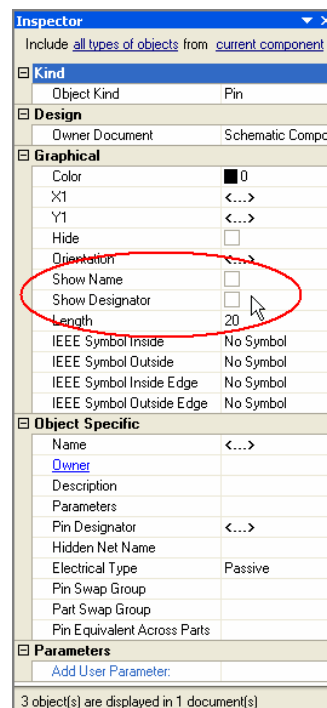 Inspector
Include all types of objects from current component
Kind
Object Kind Pin
Design
Owner Document Schematic Compo
Graphical
Color 0
X1 <...>
Y1 <...>
Hide
Orientation <...>
Show Name
Show Designator
Length 20
IEEE Symbol Inside No Symbol
IEEE Symbol Outside No Symbol
IEEE Symbol Inside Edge No Symbol
IEEE Symbol Outside Edge No Symbol
Object Specific
Name <...>
Owner
Description
Parameters
Pin Designator <...>
Hidden Net Name
Electrical Type Passive
Pin Swap Group
Part Swap Group
Pin Equivalent Across Parts
Parameters
Add User Parameter:
3 object(s) are displayed in 1 document(s)